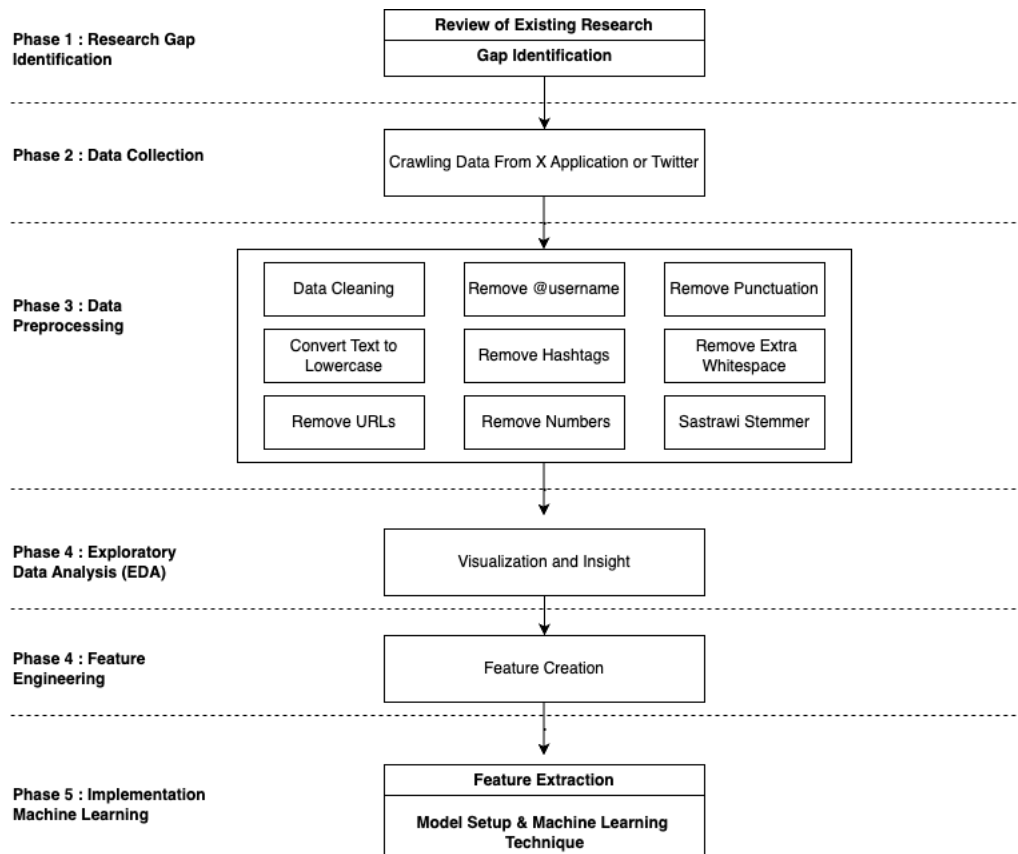 Phase 1 : Research Gap
Identification
Review of Existing Research
Gap Identification
Phase 2 : Data Collection
Crawling Data From X Application or Twitter
Phase 3 : Data
Preprocessing
Data Cleaning
Remove @username
Remove Punctuation
Convert Text to
Lowercase
Remove Hashtags
Remove Extra
Whitespace
Remove URLs
Remove Numbers
Sastrawi Stemmer
Phase 4 : Exploratory
Data Analysis (EDA)
Visualization and Insight
Phase 4 : Feature
Engineering
Feature Creation
Phase 5 : Implementation
Machine Learning
Feature Extraction
Model Setup & Machine Learning
Technique